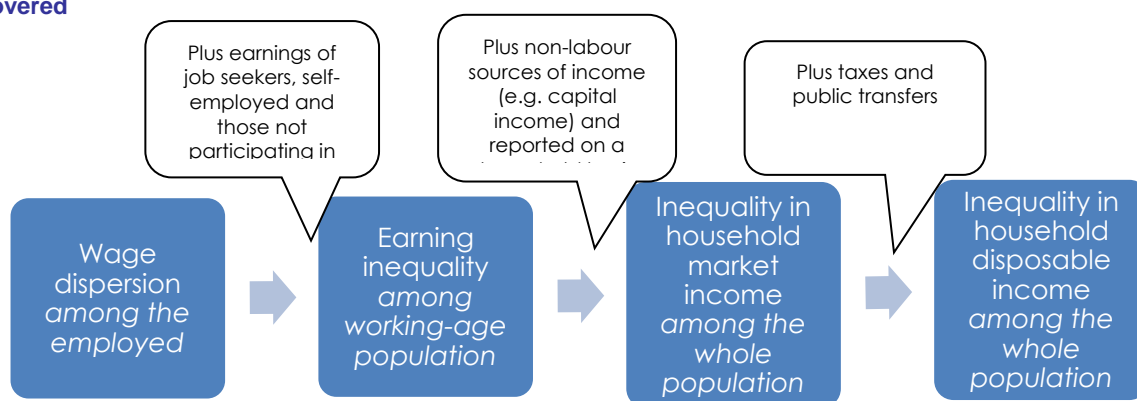 overed
Plus earnings of
job seekers, self-
employed and
those not
participating in
Plus non-labour
sources of income
(e.g. capital
income) and
reported on a
Plus taxes and
public transfers
Wage
dispersion
among the
employed
Earning
inequality
among
working-age
population
Inequality in
household
market
income
among the
whole
population
Inequality in
household
disposable
income
among the
whole
population